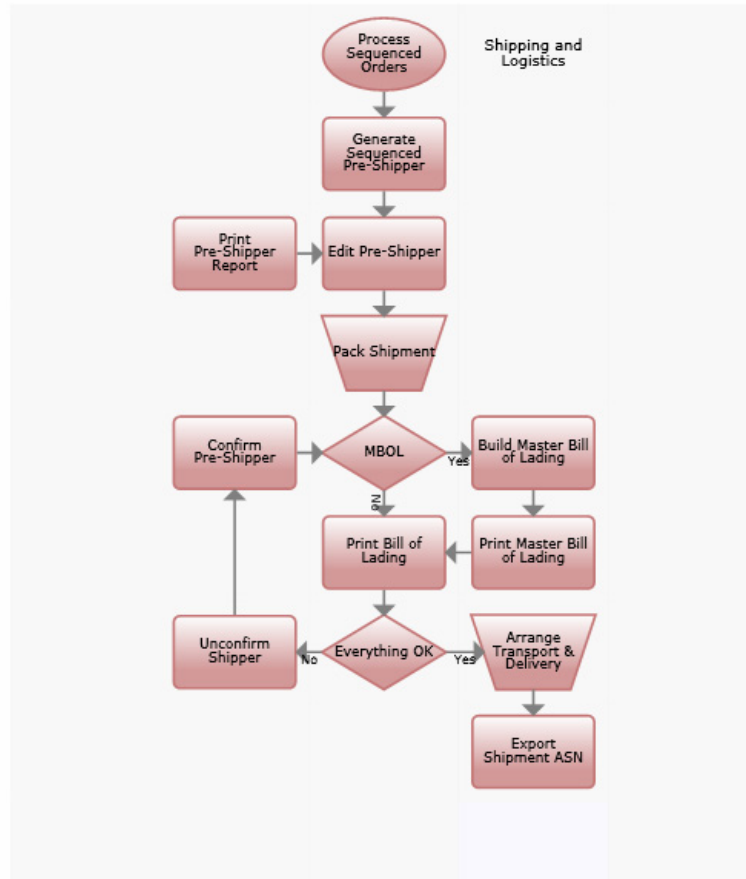 Process
Sequenced
Orders
Shipping and
Logistics
Generate
Sequenced
Pre-Shipper
Print
Pre-Shipper
Report
Edit Pre-Shipper
Pack Shipment
Confirm
Pre-Shipper
MBOL
Yes
Build Master Bill
of Lading
No
Print Bill of
Lading
Print Master Bill
of Lading
Unconfirm
Shipper
No
Everything OK
Yes
Arrange
Transport &
Delivery
Export
Shipment ASN